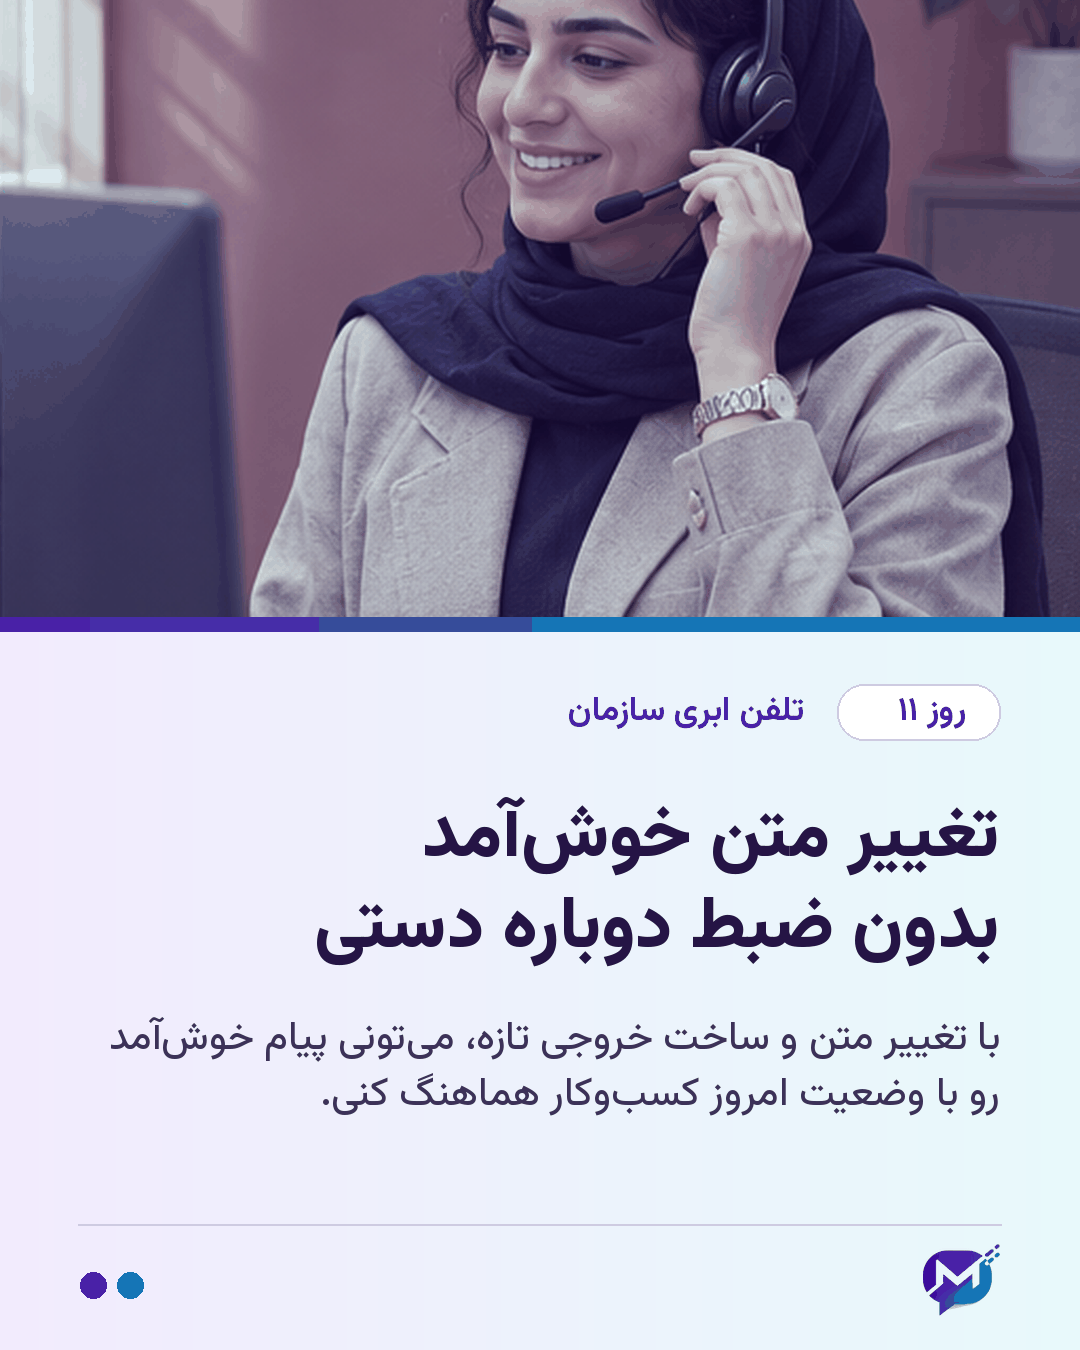 روز ۱۱
تلفن ابری سازمان
تغییر متن خوش‌آمد
بدون ضبط دوباره دستی
با تغییر متن و ساخت خروجی تازه، می‌تونی پیام خوش‌آمد
رو با وضعیت امروز کسب‌وکار هماهنگ کنی.